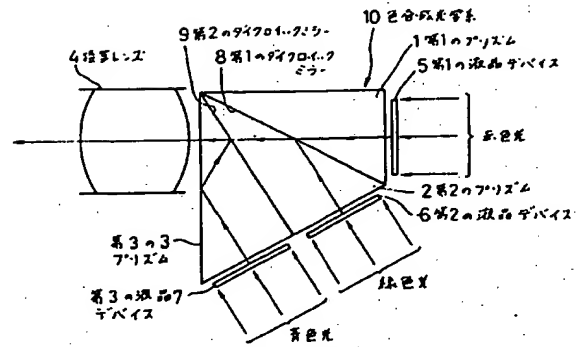 9 第2のダイクロイックミラー
10 色合成光学系
4 投写レンズ
8 第1のダイクロイック
ミラー
1 第1のプリズム
5 第1の液晶デバイス
赤色光
2 第2のプリズム
6 第2の液晶デバイス
第3の3
プリズム
緑色光
第3の液晶7
デバイス
青色光